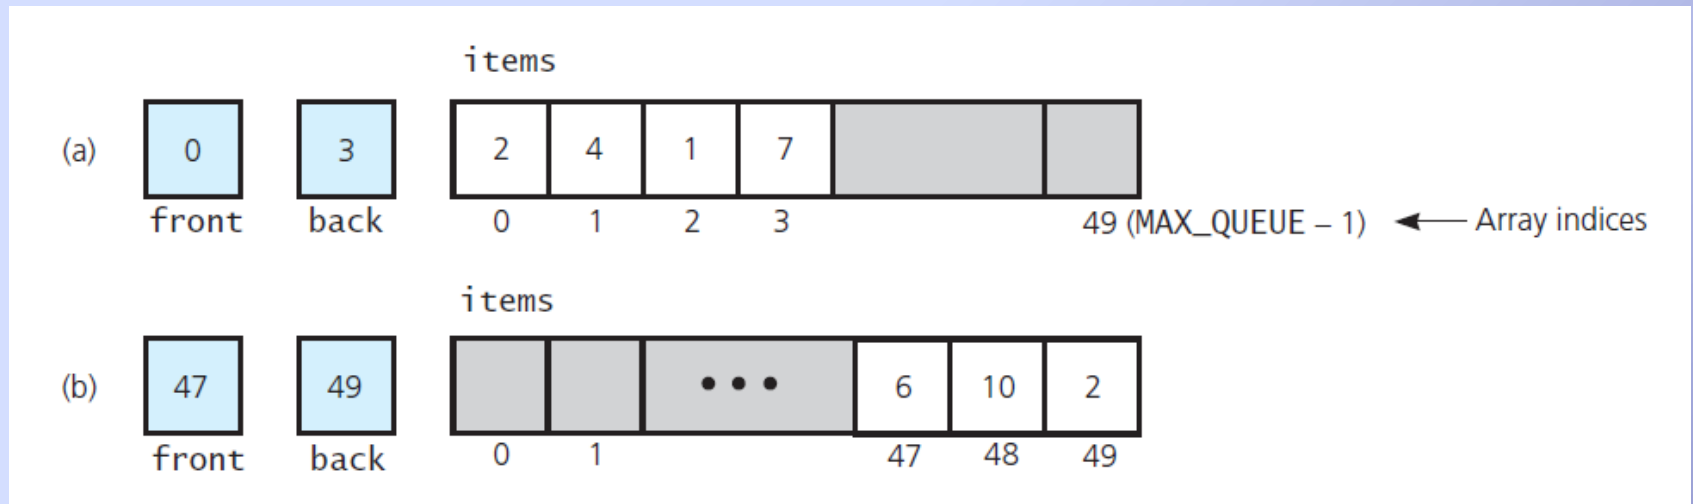 items
(a) 0 3 2 4 1 7
front back 0 1 2 3 49 (MAX_QUEUE – 1) Array indices
items
(b) 47 49 ••• 6 10 2
front back 0 1 47 48 49